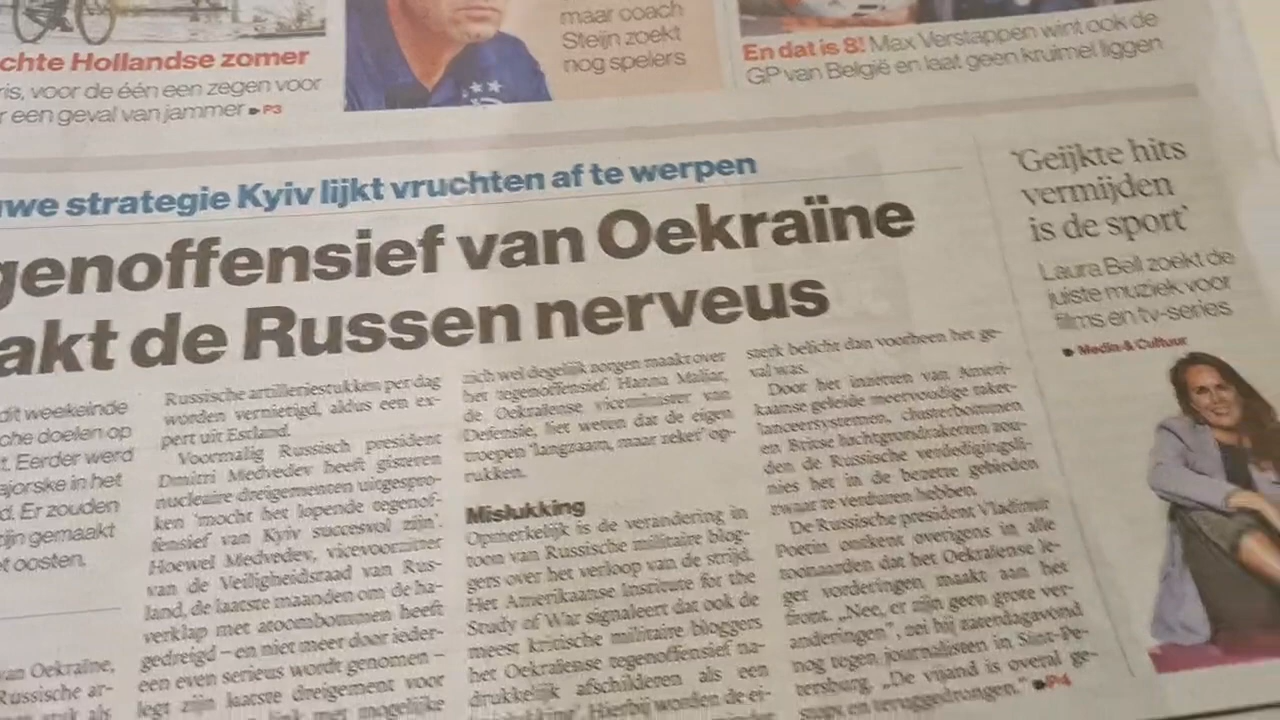 chte Hollandse zomer
ris, voor de één een zegen voor
r een geval van jammer P3
maar coach
Steijn zoekt
nog spelers
En dat is 8! Max Verstappen wint ook de
GP van België en laat geen kruimel liggen
uwe strategie Kyiv lijkt vruchten af te werpen
genoffensief van Oekraïne
akt de Russen nerveus
dit weekeinde
che doelen op
t. Eerder werd
ajorske in het
d. Er zouden
zijn gemaakt
et oosten.
van Oekraïne,
Russische ar-
Russische artilleriestukken per dag
worden vernietigd, aldus een ex-
pert uit Estland.
Voormalig Russisch president
Dmitri Medvedev heeft gisteren
nucleaire dreigementen uitgespro-
ken 'mocht het lopende tegenof-
fensief van Kyiv succesvol zijn'.
Hoewel Medvedev, vicevoorzitter
van de Veiligheidsraad van Rus-
land, de laatste maanden om de ha-
verklap met atoombommen heeft
gedreigd – en niet meer door ieder-
een even serieus wordt genomen –
legt zijn laatste dreigement voor
link met mogelijke
zich wel degelijk zorgen maakt over
het tegenoffensief. Hanna Maliar,
de Oekraïense viceminister van
Defensie, liet weten dat de eigen
troepen 'langzaam, maar zeker' op-
rukken.
Mislukking
Opmerkelijk is de verandering in
toon van Russische militaire blog-
gers over het verloop van de strijd.
Het Amerikaanse Institute for the
Study of War signaleert dat ook de
meest kritische militaire bloggers
het Oekraïense tegenoffensief na-
drukkelijk afschilderen als een
Hierbij worden de ei-
sterk belicht dan voorheen het ge-
val was.
Door het inzetten van Ameri-
kaanse geleide meervoudige raket-
lanceersystemen, clusterbommen
en Britse luchtgrondraketten zou-
den de Russische verdedigingsli-
nies het in de bezette gebieden
zwaar te verduren hebben.
De Russische president Vladimir
Poetin ontkent overigens in alle
toonaarden dat het Oekraïense le-
ger vorderingen maakt aan het
front. „Nee, er zijn geen grote ver-
anderingen", zei hij zaterdagavond
nog tegen journalisten in Sint-Pe-
tersburg. „De vijand is overal ge-
stopt en teruggedrongen." P4
'Geijkte hits
vermijden
is de sport'
Laura Bell zoekt de
juiste muziek voor
films en tv-series
Media & Cultuur